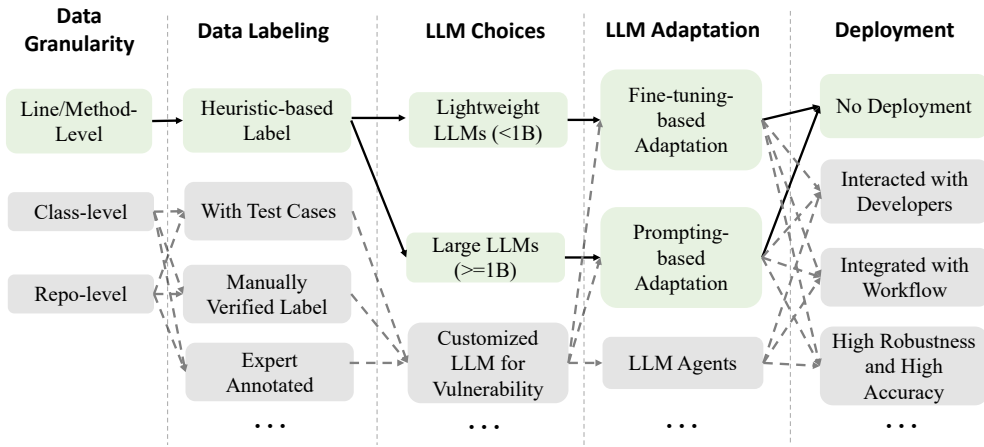 Data
Granularity
Data Labeling
LLM Choices
LLM Adaptation
Deployment
Line/Method-
Level
Heuristic-based
Label
Lightweight
LLMs (<1B)
Fine-tuning-
based
Adaptation
No Deployment
Class-level
With Test Cases
Large LLMs
(>=1B)
Prompting-
based
Adaptation
Interacted with
Developers
Repo-level
Manually
Verified Label
Integrated with
Workflow
Expert
Annotated
Customized
LLM for
Vulnerability
LLM Agents
High Robustness
and High
Accuracy
...
...
...
...